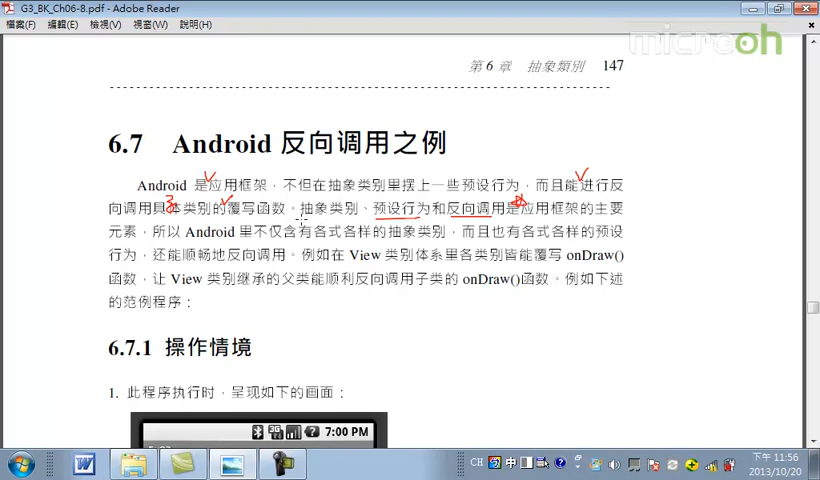 G3_BK_Ch06-8.pdf - Adobe Reader
檔案(F) 編輯(E) 檢視(V) 視窗(W) 說明(H)
microoh
第 6 章 抽象類別 147
6.7 Android 反向调用之例
Android 是应用框架，不但在抽象类别里摆上一些预设行为，而且能进行反
向调用具体类别的覆写函数。抽象类别、预设行为和反向调用是应用框架的主要
元素，所以 Android 里不仅含有各式各样的抽象类别，而且也有各式各样的预设
行为，还能顺畅地反向调用。例如在 View 类别体系里各类别皆能覆写 onDraw()
函数，让 View 类别继承的父类能顺利反向调用子类的 onDraw()函数。例如下述
的范例程序：
6.7.1 操作情境
1. 此程序执行时，呈现如下的画面：
7:00 PM
CH 中
下午 11:56
2013/10/20